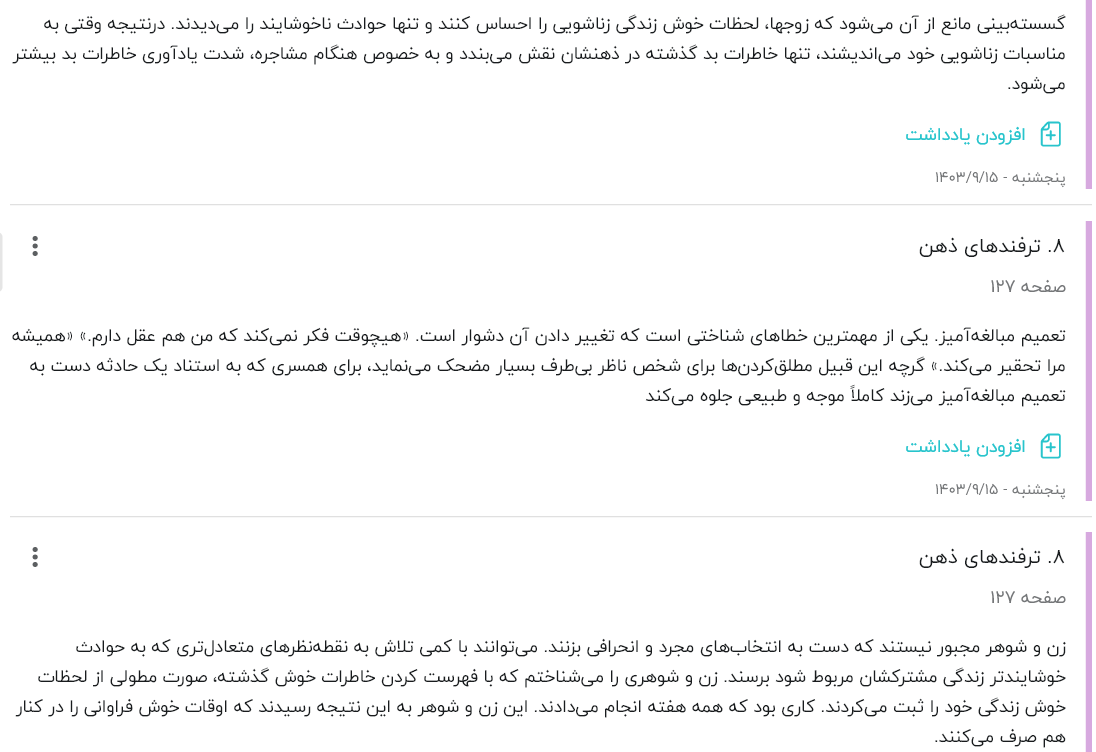 گسسته‌بینی مانع از آن می‌شود که زوجها، لحظات خوش زندگی زناشویی را احساس کنند و تنها حوادث ناخوشایند را می‌دیدند. درنتیجه وقتی به
مناسبات زناشویی خود می‌اندیشند، تنها خاطرات بد گذشته در ذهنشان نقش می‌بندد و به خصوص هنگام مشاجره، شدت یادآوری خاطرات بد بیشتر
می‌شود.
افزودن یادداشت
پنجشنبه - ۱۴۰۳/۹/۱۵
۸. ترفندهای ذهن
صفحه ۱۲۷
تعمیم مبالغه‌آمیز. یکی از مهمترین خطاهای شناختی است که تغییر دادن آن دشوار است. «هیچوقت فکر نمی‌کند که من هم عقل دارم.» «همیشه
مرا تحقیر می‌کند.» گرچه این قبیل مطلق‌کردن‌ها برای شخص ناظر بی‌طرف بسیار مضحک می‌نماید، برای همسری که به استناد یک حادثه دست به
تعمیم مبالغه‌آمیز می‌زند کاملاً موجه و طبیعی جلوه می‌کند
افزودن یادداشت
پنجشنبه - ۱۴۰۳/۹/۱۵
۸. ترفندهای ذهن
صفحه ۱۲۷
زن و شوهر مجبور نیستند که دست به انتخاب‌های مجرد و انحرافی بزنند. می‌توانند با کمی تلاش به نقطه‌نظرهای متعادل‌تری که به حوادث
خوشایندتر زندگی مشترکشان مربوط شود برسند. زن و شوهری را می‌شناختم که با فهرست کردن خاطرات خوش گذشته، صورت مطولی از لحظات
خوش زندگی خود را ثبت می‌کردند. کاری بود که همه هفته انجام می‌دادند. این زن و شوهر به این نتیجه رسیدند که اوقات خوش فراوانی را در کنار
هم صرف می‌کنند.